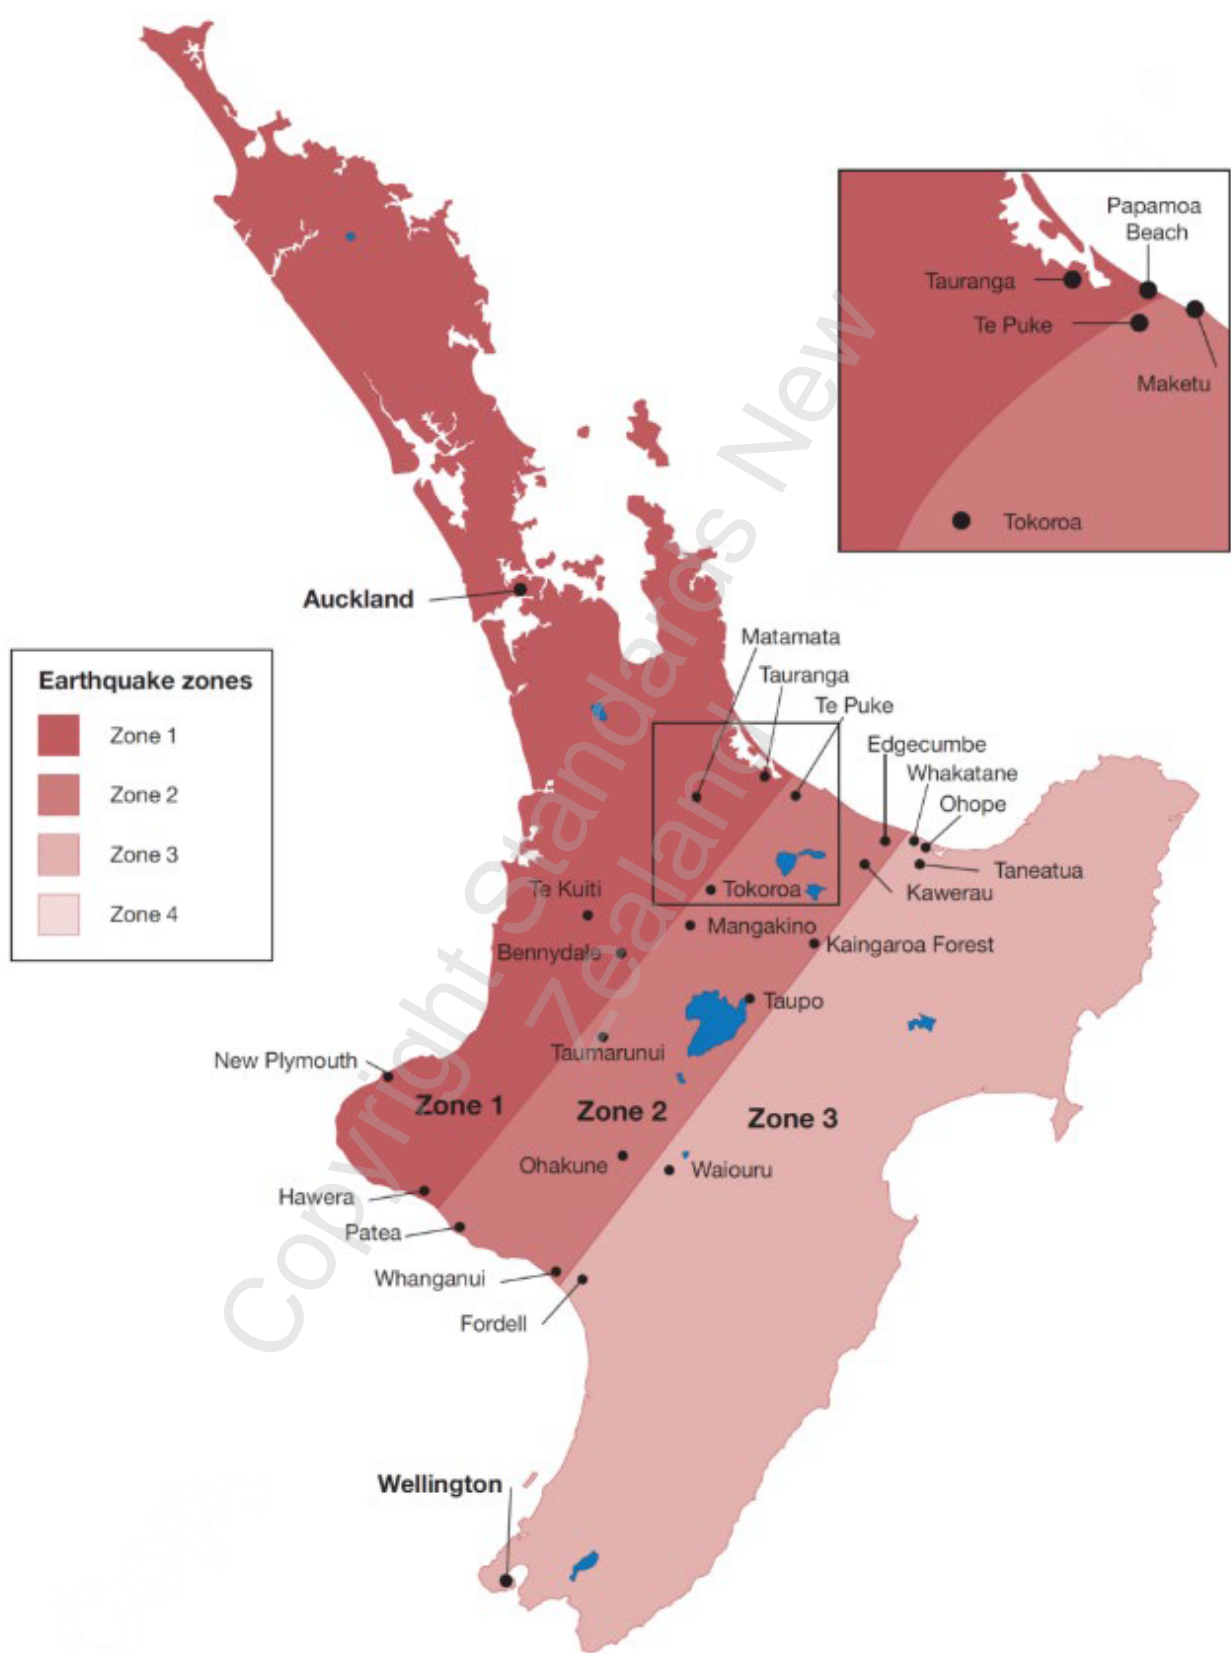 Papamoa
Beach
Tauranga
Te Puke
Maketu
Tokoroa
Auckland
Earthquake zones
Zone 1
Zone 2
Zone 3
Zone 4
Matamata
Tauranga
Te Puke
Edgecumbe
Whakatane
Ohope
Taneatua
Kawerau
Te Kuiti
Tokoroa
Mangakino
Kaingaroa Forest
Bennydale
Taupo
Taumarunui
New Plymouth
Zone 1
Zone 2
Zone 3
Ohakune
Waiouru
Hawera
Patea
Whanganui
Fordell
Wellington
Copyright Standards New
Zealand